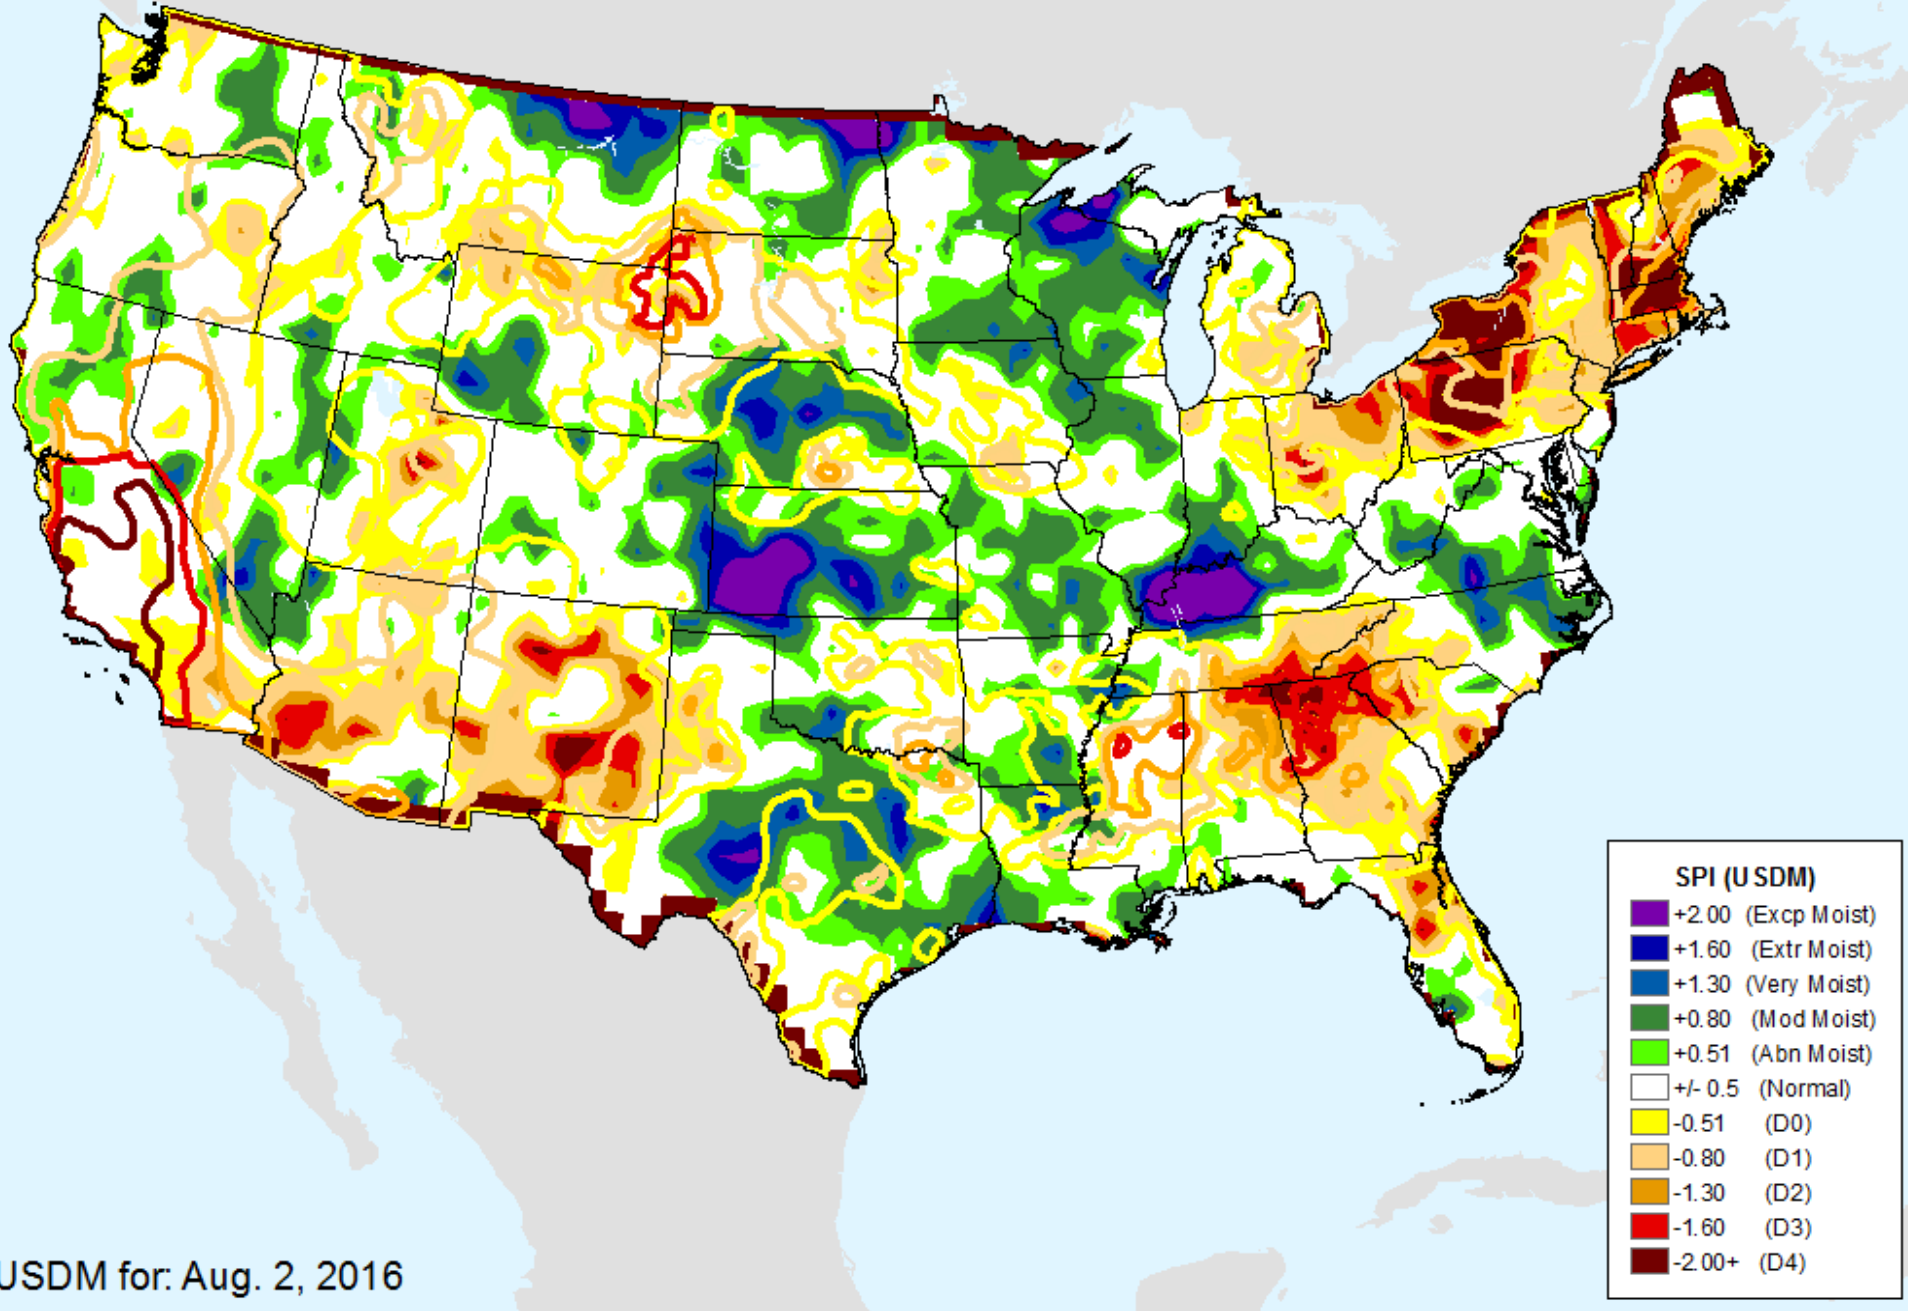 SPI (USDM)
+2.00 (Excp Moist)
+1.60 (Extr Moist)
+1.30 (Very Moist)
+0.80 (Mod Moist)
+0.51 (Abn Moist)
+/- 0.5 (Normal)
-0.51 (D0)
-0.80 (D1)
-1.30 (D2)
-1.60 (D3)
-2.00+ (D4)
USDM for: Aug. 2, 2016